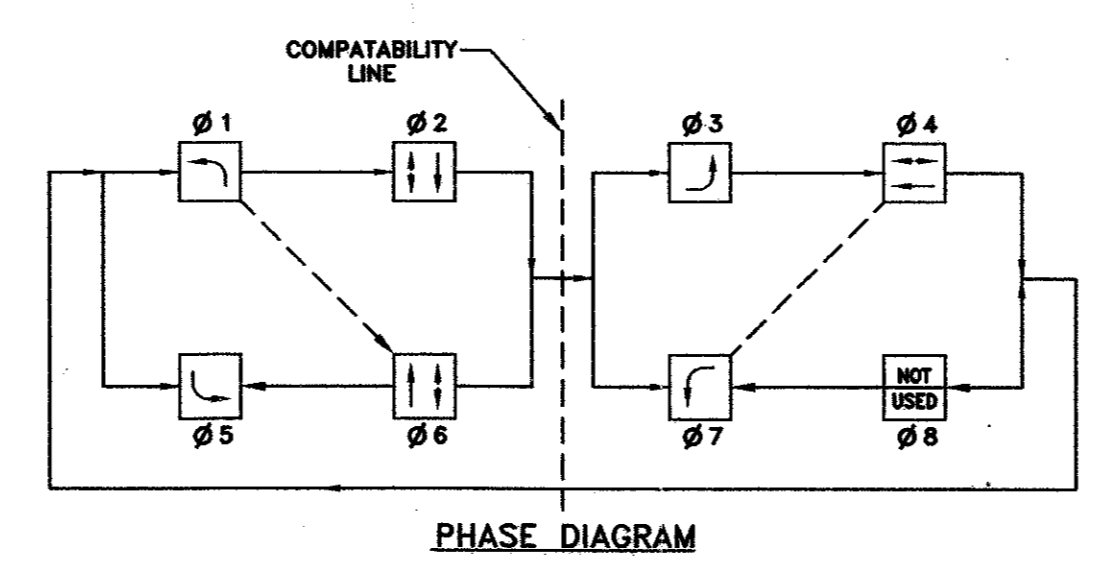 COMPATABILITY
LINE
Ø 1
Ø 2
Ø 3
Ø 4
Ø 5
Ø 6
Ø 7
NOT
USED
Ø 8
PHASE DIAGRAM